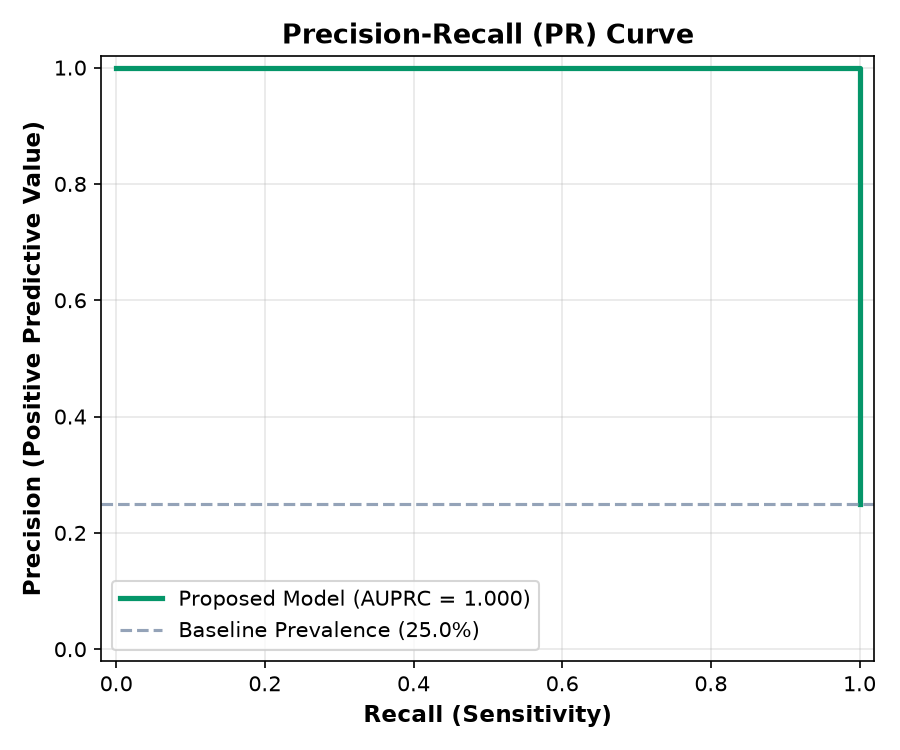 Precision-Recall (PR) Curve
Precision (Positive Predictive Value)
1.0
0.8
0.6
0.4
0.2
0.0
Proposed Model (AUPRC = 1.000)
Baseline Prevalence (25.0%)
0.0 0.2 0.4 0.6 0.8 1.0
Recall (Sensitivity)